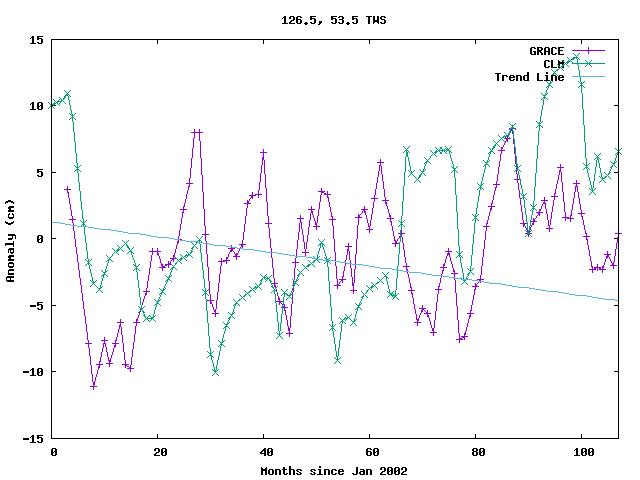 126.5, 53.5 TWS
15
GRACE
CLM
Trend Line
10
5
0
-5
-10
-15
Anomaly (cm)
0 20 40 60 80 100
Months since Jan 2002